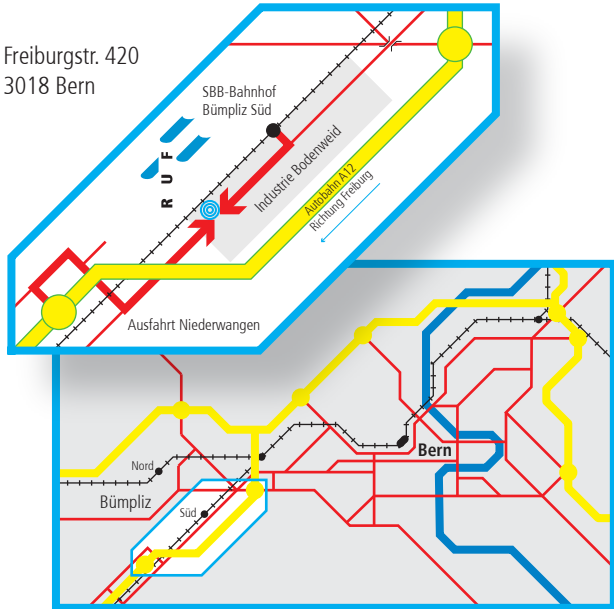 Freiburgstr. 420
3018 Bern
SBB-Bahnhof
Bümpliz Süd
RUF
Industrie Bodenweid
Autobahn A12
Richtung Freiburg
Ausfahrt Niederwangen
Bern
Nord
Bümpliz
Süd